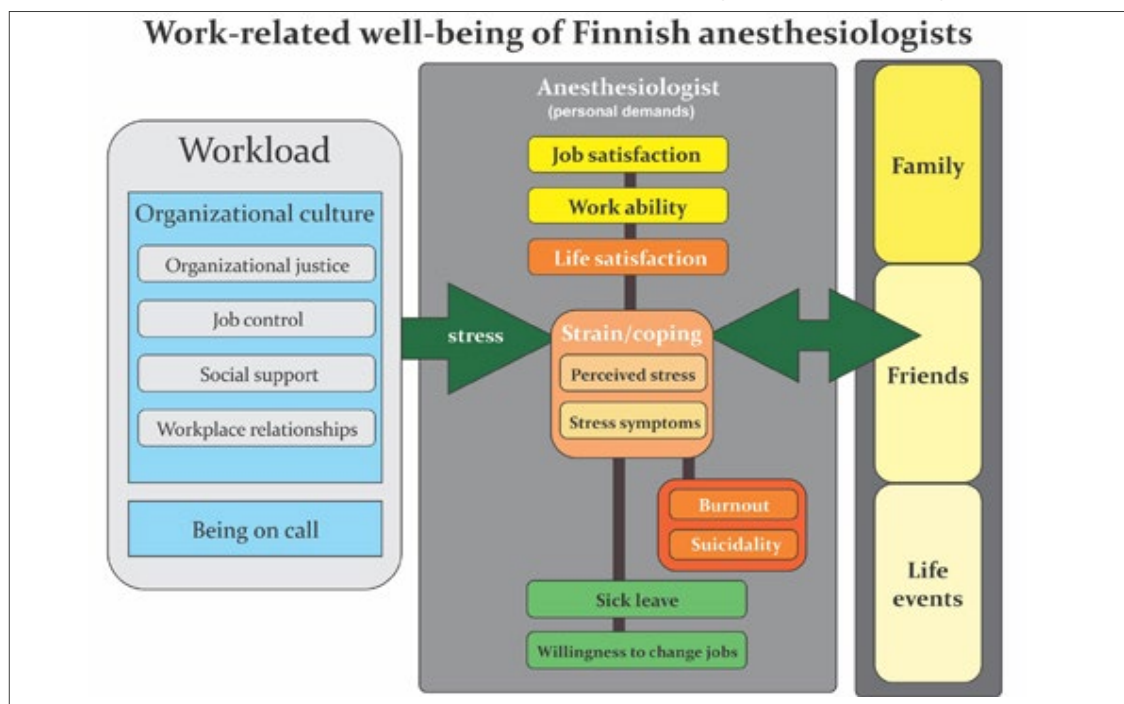 Work-related well-being of Finnish anesthesiologists
Workload
Organizational culture
Organizational justice
Job control
Social support
Workplace relationships
Being on call
stress
Anesthesiologist
(personal demands)
Job satisfaction
Work ability
Life satisfaction
Strain/coping
Perceived stress
Stress symptoms
Burnout
Suicidality
Sick leave
Willingness to change jobs
Family
Friends
Life
events